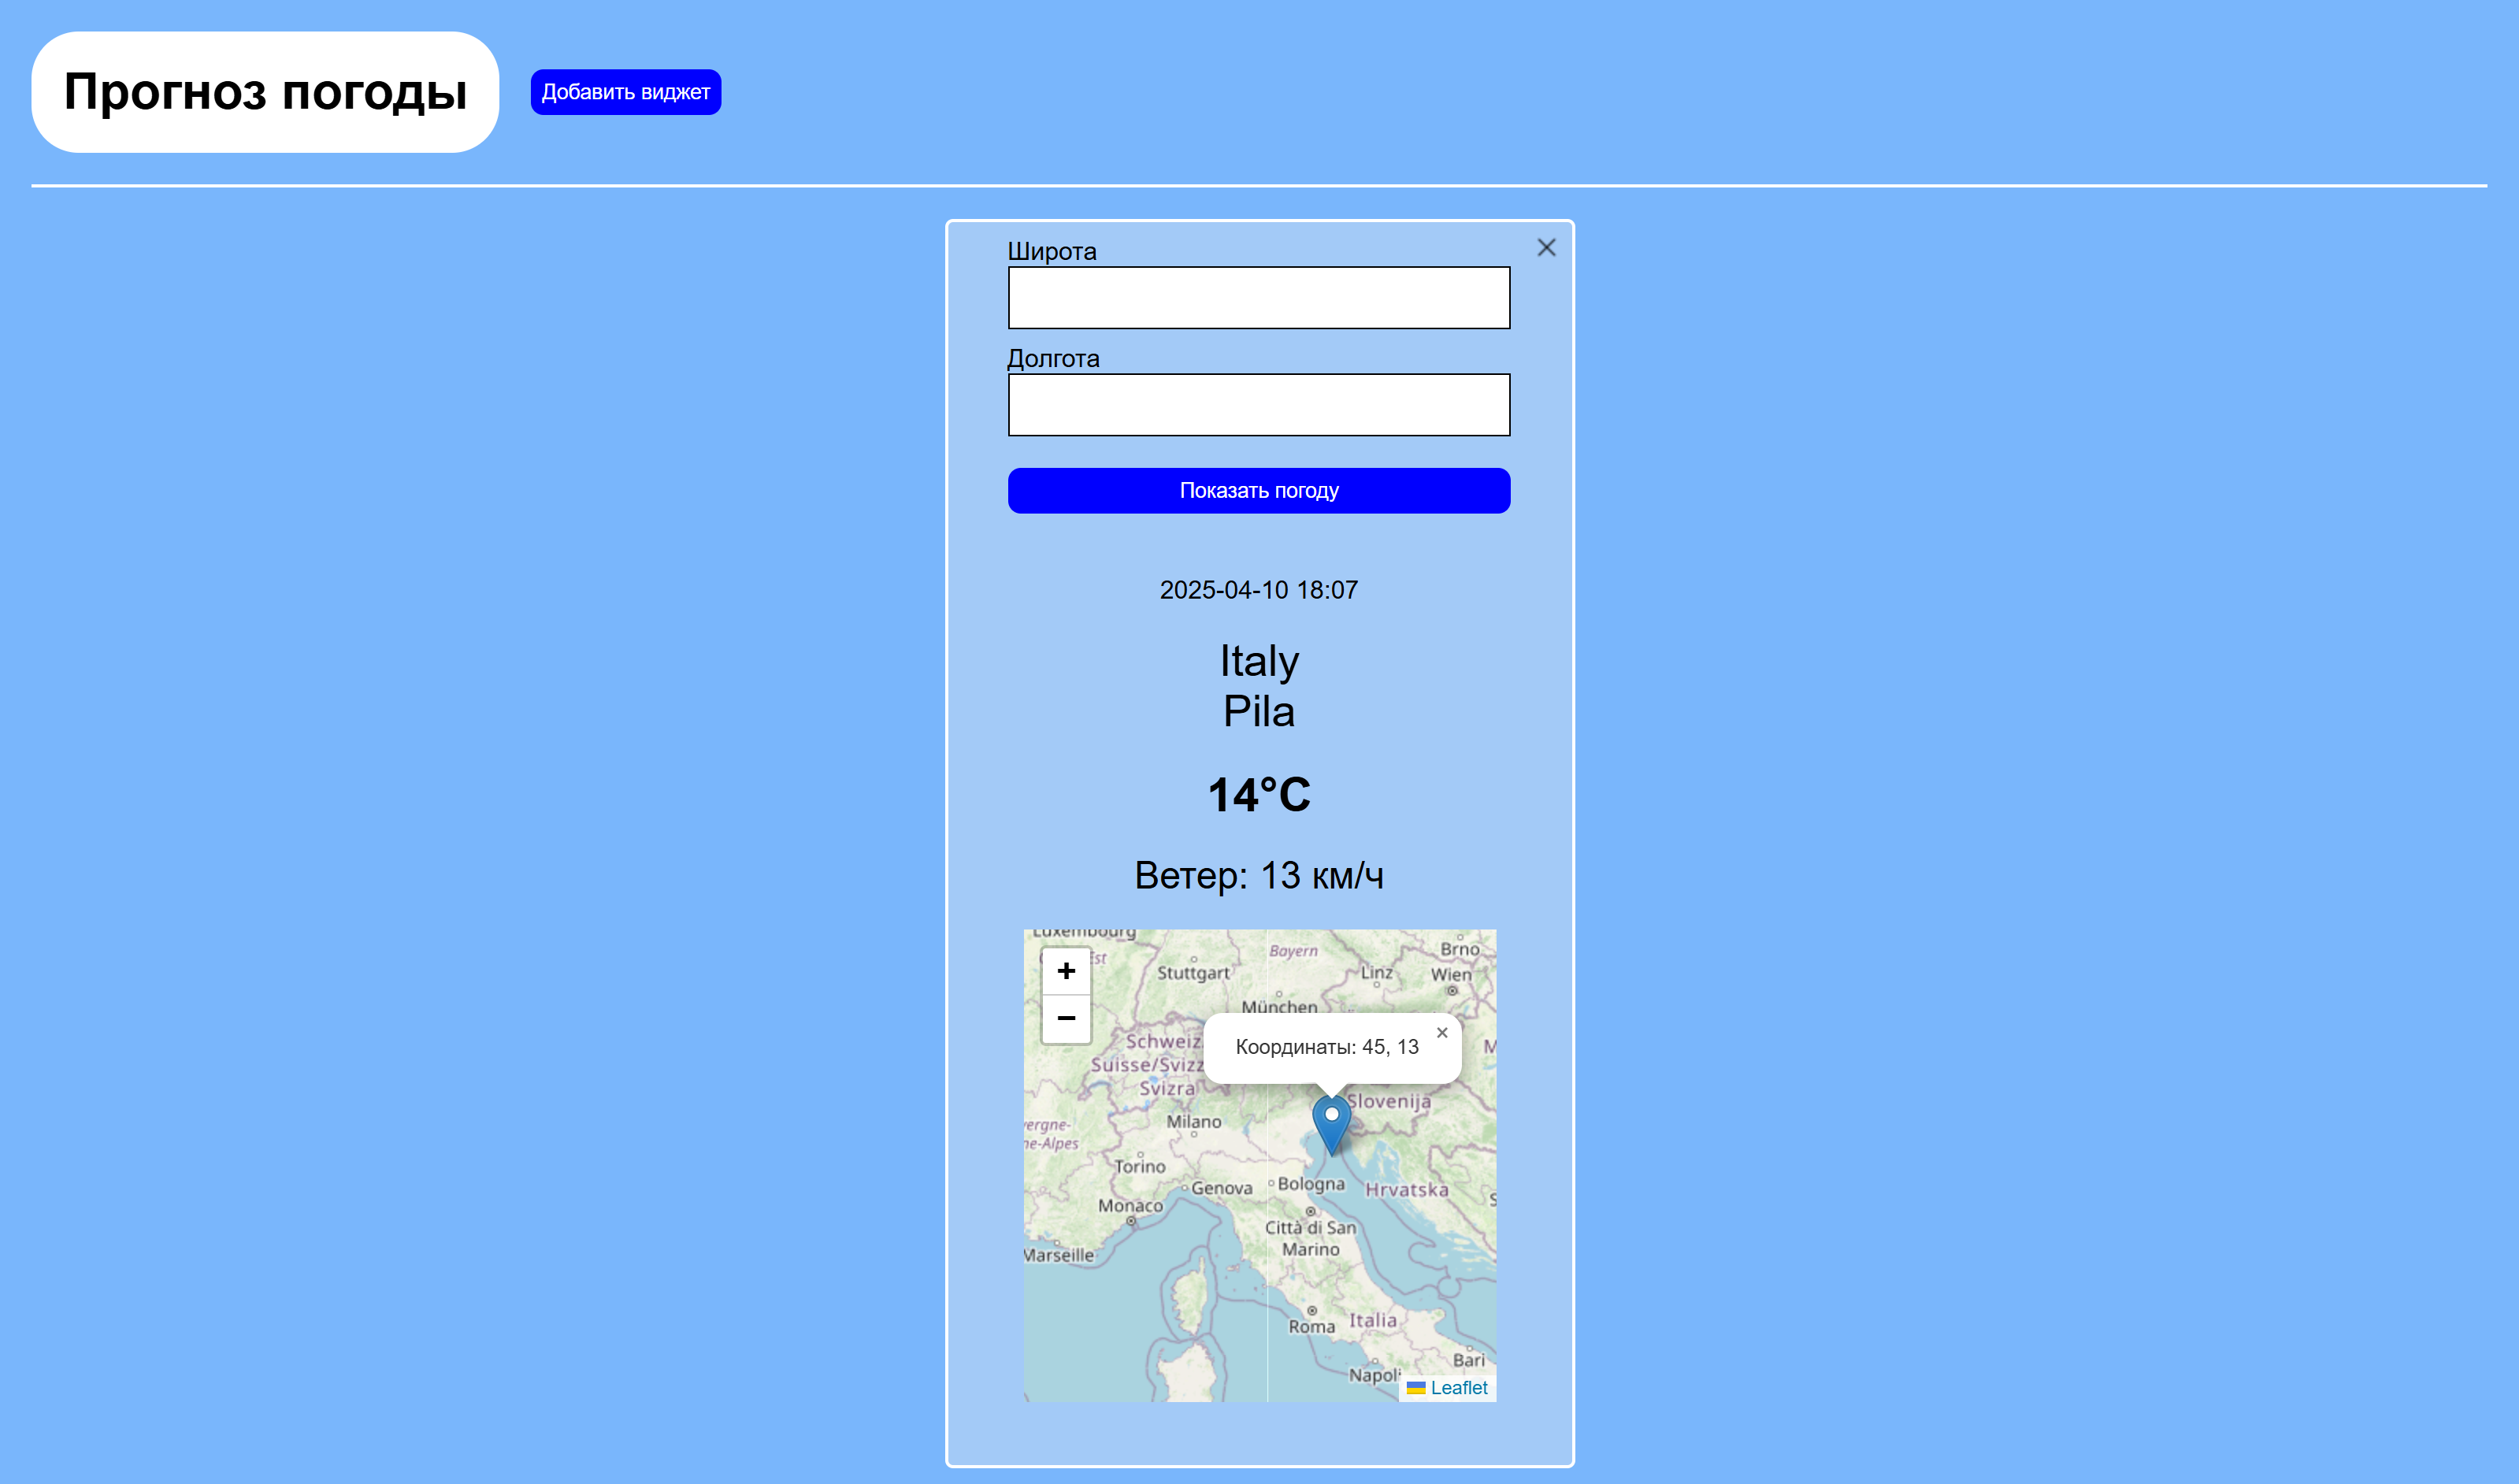 Прогноз погоды
Добавить виджет
Широта
Долгота
Показать погоду
2025-04-10 18:07
Italy
Pila
14°C
Ветер: 13 км/ч
Luxembourg
Est
Bayern
Brno
Stuttgart
Linz
Wien
+
München
−
Координаты: 45, 13
×
Schweiz
Suisse/Svizz
Svizra
Slovenija
Milano
vergne-
ne-Alpes
Torino
Genova
Bologna
Hrvatska
Monaco
Città di San
Marino
Marseille
Roma
Italia
Bari
Napoli
Leaflet